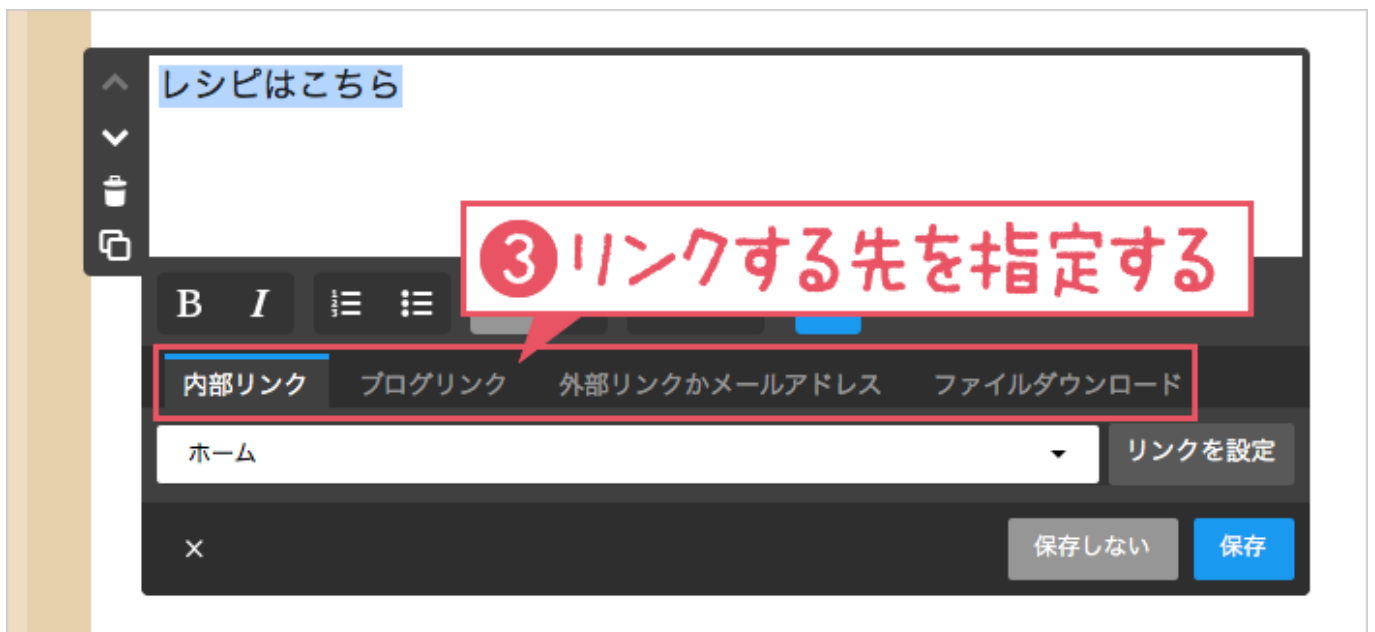 レシピはこちら
❸リンクする先を指定する
B I
内部リンク ブログリンク 外部リンクかメールアドレス ファイルダウンロード
ホーム リンクを設定
× 保存しない 保存